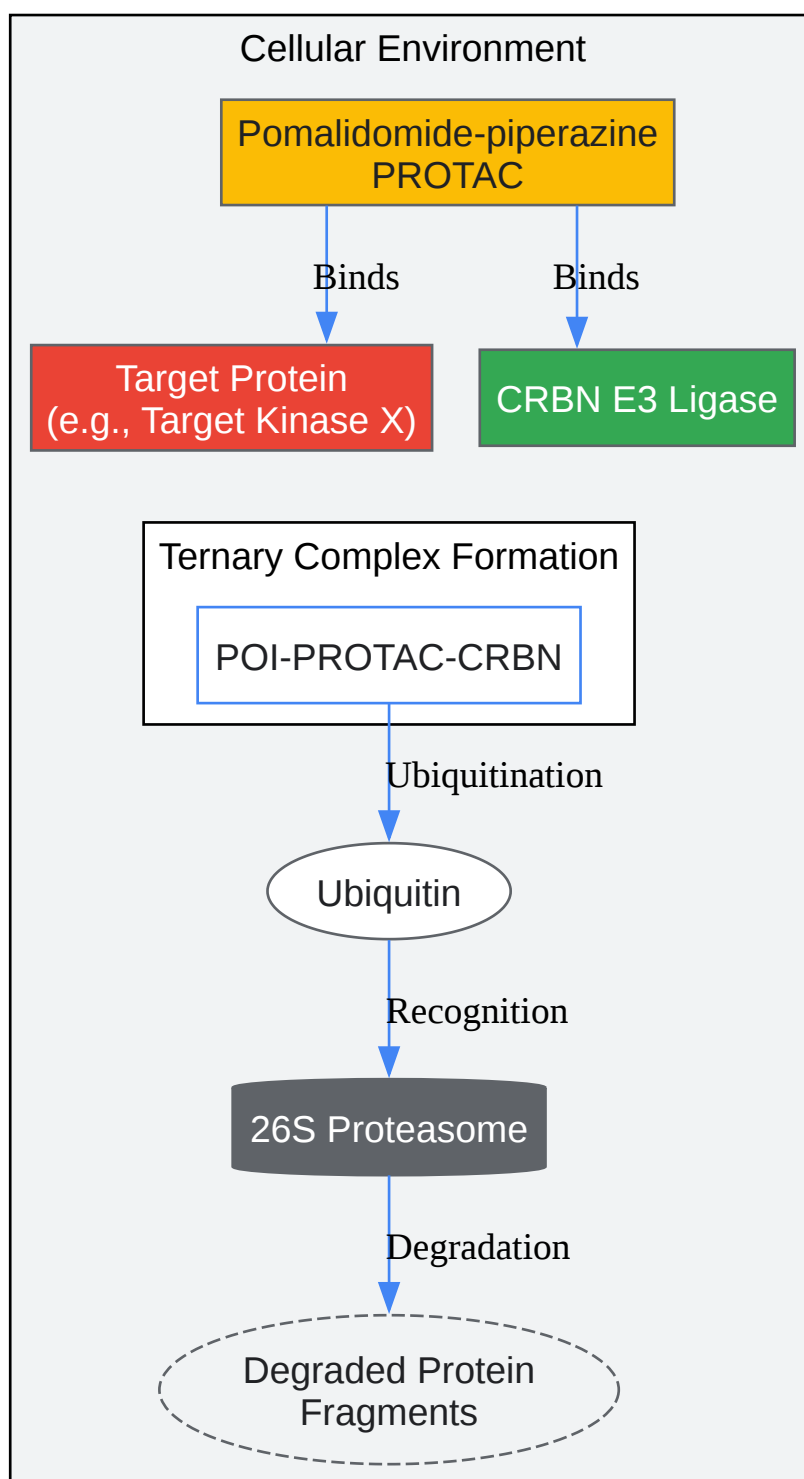 Cellular Environment
Pomalidomide-piperazine
PROTAC
Binds
Binds
Target Protein
(e.g., Target Kinase X)
CRBN E3 Ligase
Ternary Complex Formation
POI-PROTAC-CRBN
Ubiquitination
Ubiquitin
Recognition
26S Proteasome
Degradation
Degraded Protein
Fragments